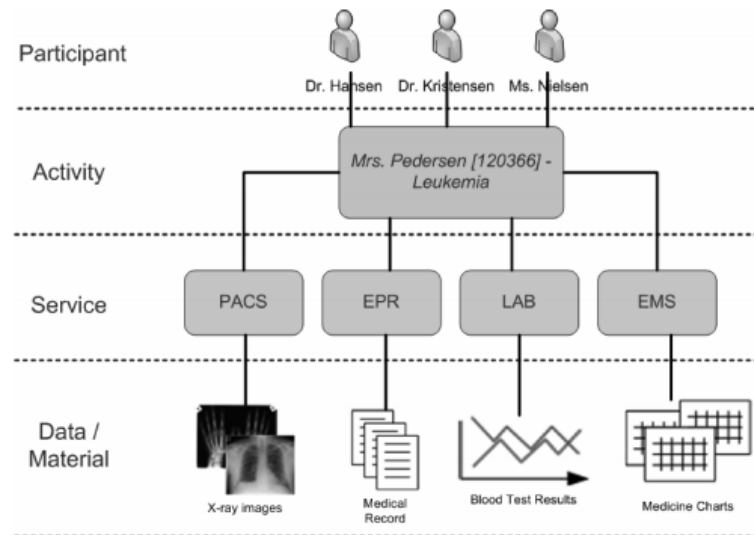 Participant
Dr. Hansen Dr. Kristensen Ms. Nielsen
Activity
Mrs. Pedersen [120366] -
Leukemia
Service
PACS
EPR
LAB
EMS
Data /
Material
X-ray images
Medical
Record
Blood Test Results
Medicine Charts